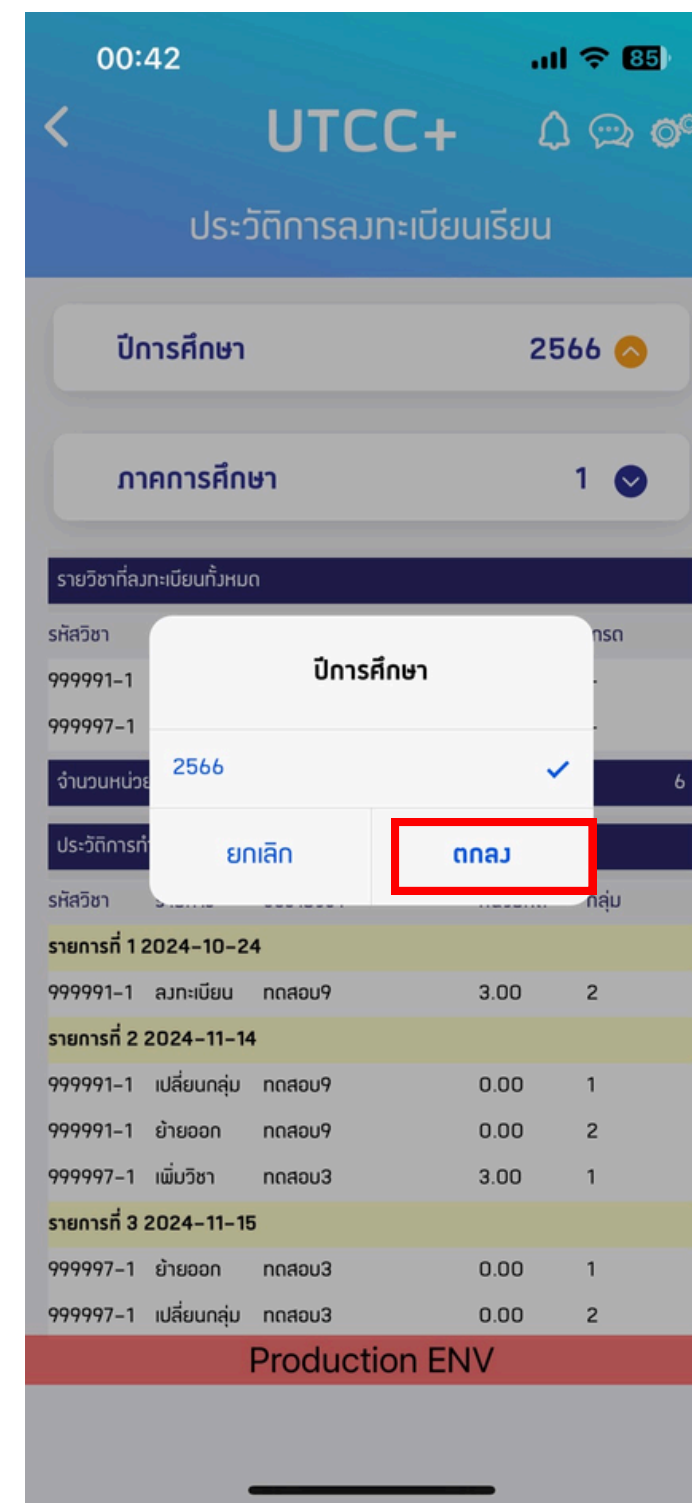 00:42
85
UTCC+
ประวัติการลงทะเบียนเรียน
ปีการศึกษา 2566
ภาคการศึกษา 1
รายวิชาที่ลงทะเบียนทั้งหมด
รหัสวิชา
999991-1 -
999997-1 -
6
ปีการศึกษา
2566
ยกเลิก ตกลง
รหัสวิชา กลุ่ม
รายการที่ 1 2024-10-24
999991-1 ลงทะเบียน ทดสอบ9 3.00 2
รายการที่ 2 2024-11-14
999991-1 เปลี่ยนกลุ่ม ทดสอบ9 0.00 1
999991-1 ย้ายออก ทดสอบ9 0.00 2
999997-1 เพิ่มวิชา ทดสอบ3 3.00 1
รายการที่ 3 2024-11-15
999997-1 ย้ายออก ทดสอบ3 0.00 1
999997-1 เปลี่ยนกลุ่ม ทดสอบ3 0.00 2
Production ENV